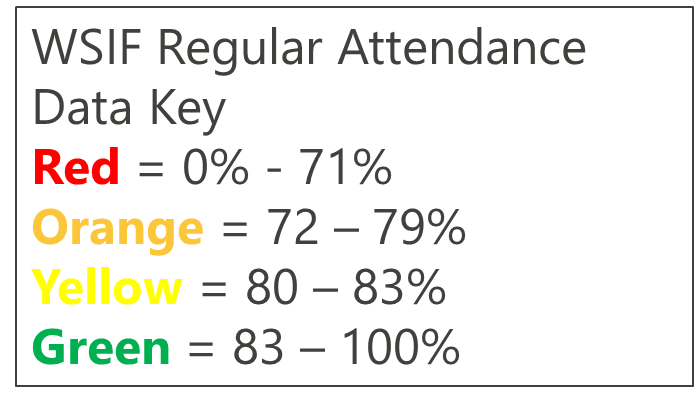 WSIF Regular Attendance
Data Key
Red = 0% - 71%
Orange = 72 – 79%
Yellow = 80 – 83%
Green = 83 – 100%